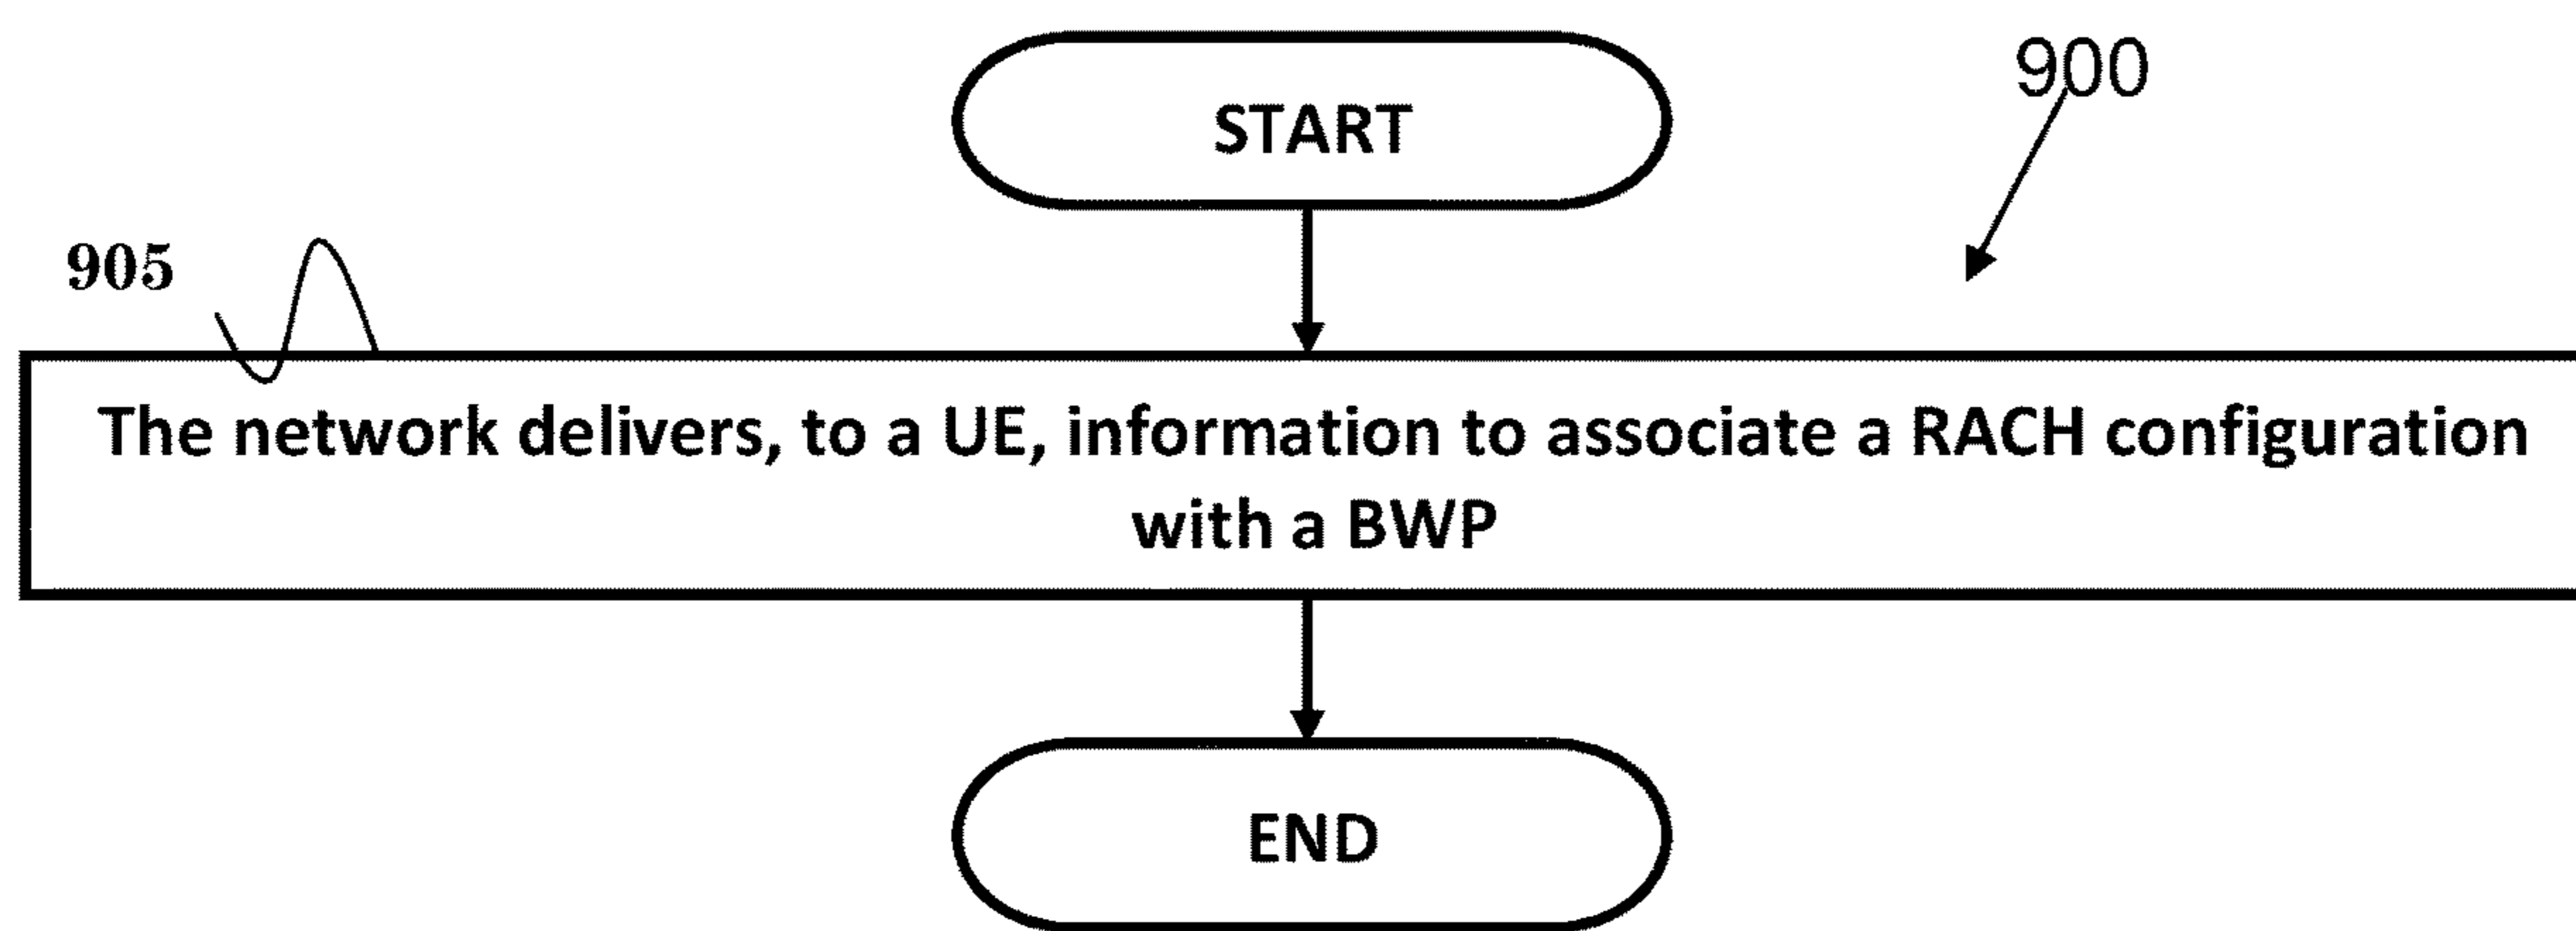 START
900
905
The network delivers, to a UE, information to associate a RACH configuration
with a BWP
END